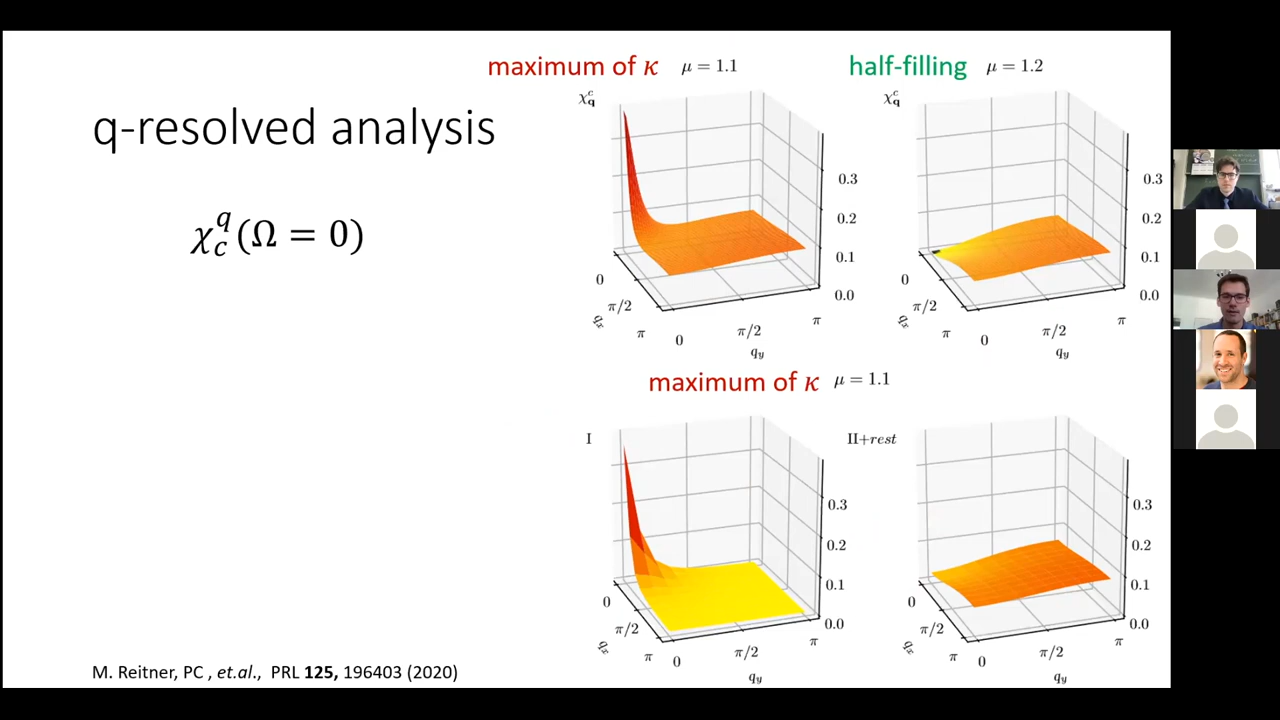 q-resolved analysis
χ_c^q(Ω = 0)
maximum of κ μ = 1.1
χ_q^c
0.3
0.2
0.1
0.0
0
π/2
π
q_x
0
π/2
π
q_y
half-filling μ = 1.2
χ_q^c
0.3
0.2
0.1
0.0
0
π/2
π
q_x
0
π/2
π
q_y
maximum of κ μ = 1.1
I
0.3
0.2
0.1
0.0
0
π/2
π
q_x
0
π/2
π
q_y
II+rest
0.3
0.2
0.1
0.0
0
π/2
π
q_x
0
π/2
π
q_y
M. Reitner, PC , et.al., PRL 125, 196403 (2020)